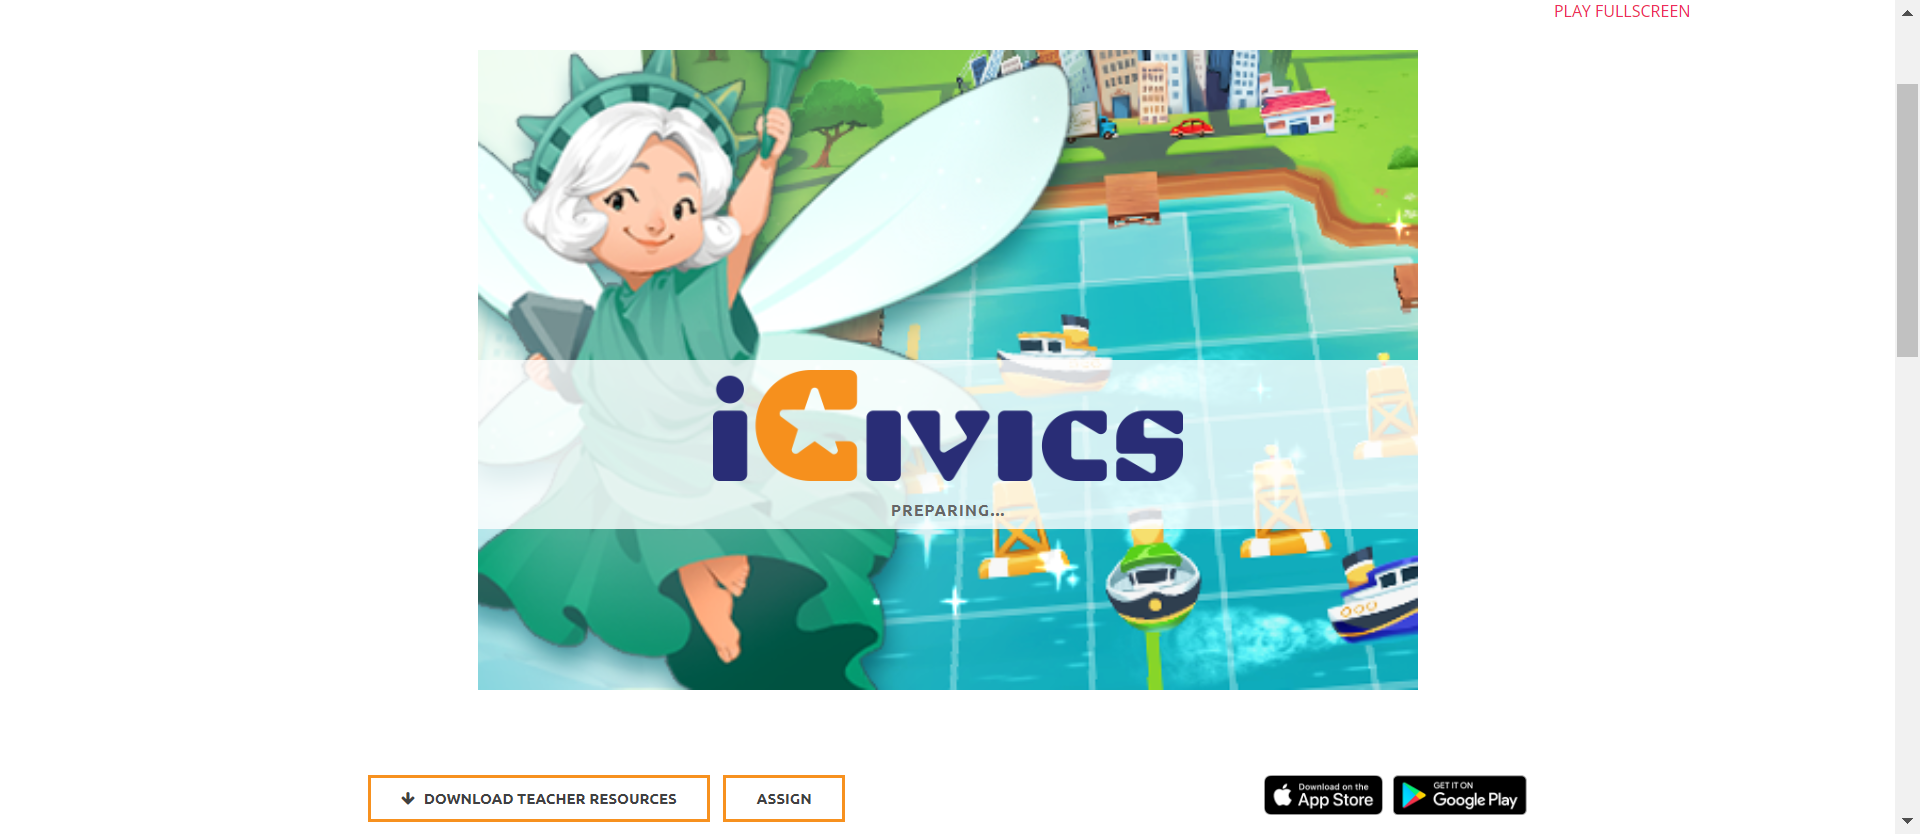 PLAY FULLSCREEN
iCivics
PREPARING...
DOWNLOAD TEACHER RESOURCES
ASSIGN
Download on the
App Store
GET IT ON
Google Play